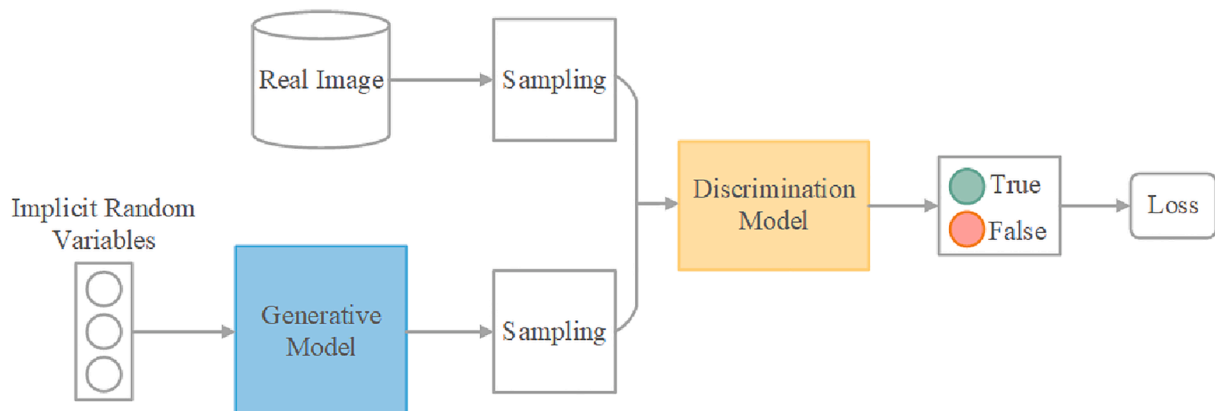 Real Image
Sampling
Discrimination
Model
True
False
Loss
Implicit Random
Variables
Generative
Model
Sampling